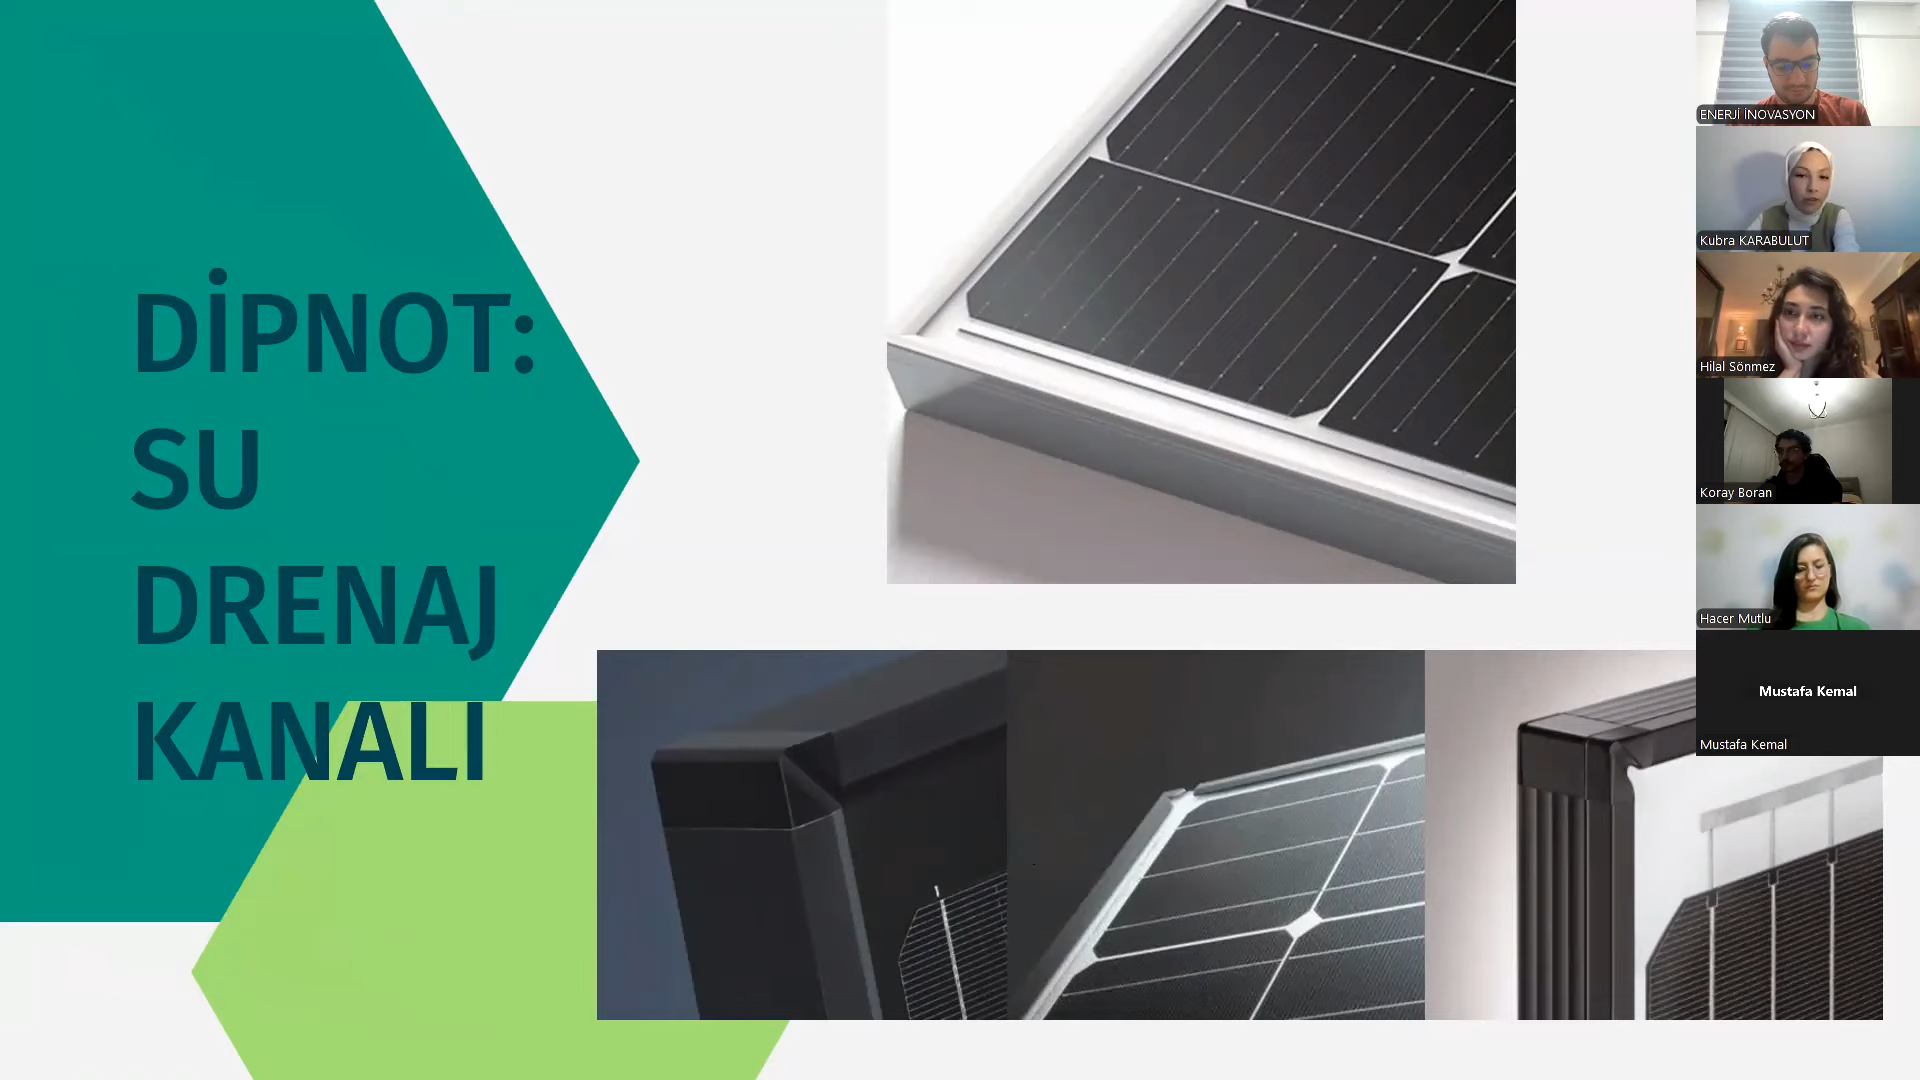 DİPNOT:
SU
DRENAJ
KANALI
ENERJİ İNOVASYON
Kubra KARABULUT
Hilal Sönmez
Koray Boran
Hacer Mutlu
Mustafa Kemal
Mustafa Kemal